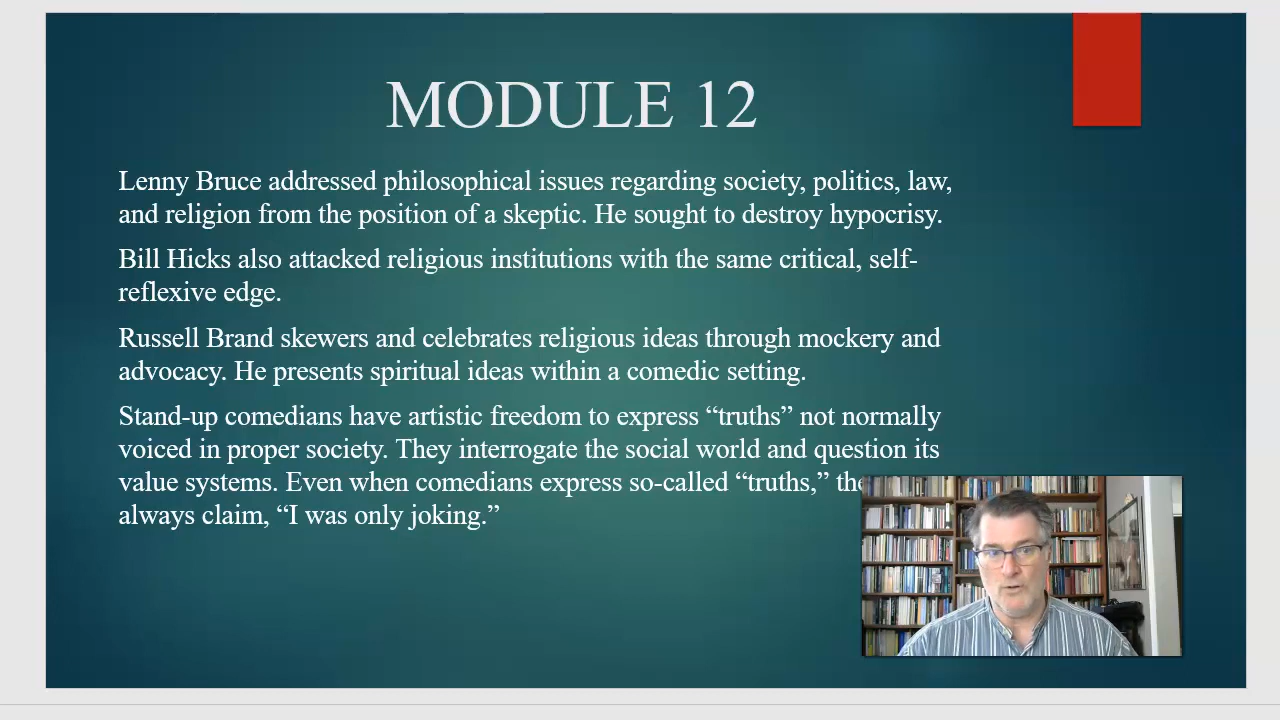 MODULE 12
Lenny Bruce addressed philosophical issues regarding society, politics, law,
and religion from the position of a skeptic. He sought to destroy hypocrisy.
Bill Hicks also attacked religious institutions with the same critical, self-
reflexive edge.
Russell Brand skewers and celebrates religious ideas through mockery and
advocacy. He presents spiritual ideas within a comedic setting.
Stand-up comedians have artistic freedom to express “truths” not normally
voiced in proper society. They interrogate the social world and question its
value systems. Even when comedians express so-called “truths,”
always claim, “I was only joking.”